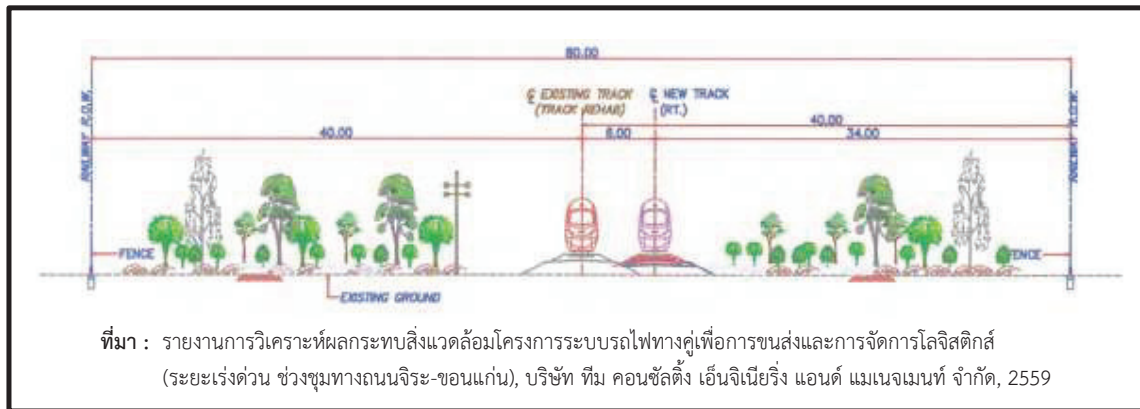 80.00
RAILWAY R.O.W.
℄ EXISTING TRACK
(TRACK REHAB)
℄ NEW TRACK
(RT.)
RAILWAY R.O.W.
40.00
40.00
6.00
34.00
FENCE
FENCE
EXISTING GROUND
ที่มา : รายงานการวิเคราะห์ผลกระทบสิ่งแวดล้อมโครงการระบบรถไฟทางคู่เพื่อการขนส่งและการจัดการโลจิสติกส์
(ระยะเร่งด่วน ช่วงชุมทางถนนจิระ-ขอนแก่น), บริษัท ทีม คอนซัลติ้ง เอ็นจิเนียริ่ง แอนด์ แมเนจเมนท์ จำกัด, 2559